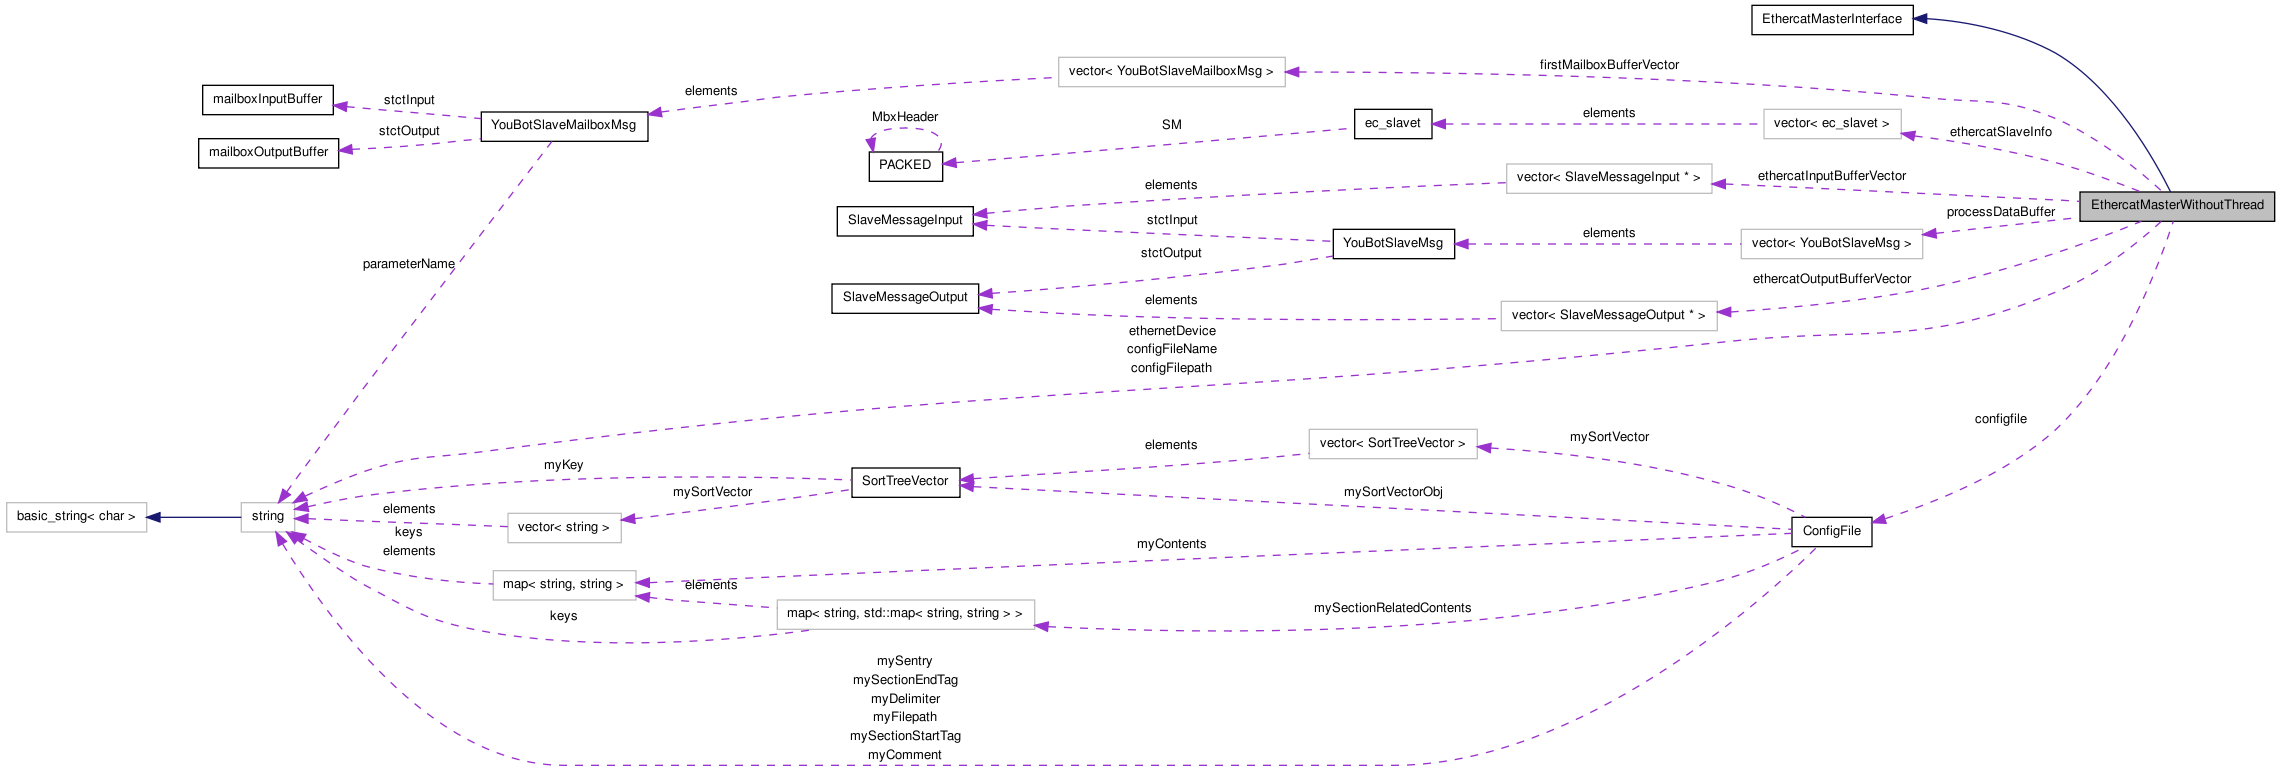 EthercatMasterInterface
firstMailboxBufferVector
vector< YouBotSlaveMailboxMsg >
elements
mailboxInputBuffer
stctInput
YouBotSlaveMailboxMsg
stctOutput
mailboxOutputBuffer
MbxHeader
PACKED
SM
ec_slavet
elements
vector< ec_slavet >
ethercatSlaveInfo
vector< SlaveMessageInput * >
ethercatInputBufferVector
elements
SlaveMessageInput
stctInput
EthercatMasterWithoutThread
processDataBuffer
YouBotSlaveMsg
elements
vector< YouBotSlaveMsg >
stctOutput
parameterName
SlaveMessageOutput
elements
ethercatOutputBufferVector
vector< SlaveMessageOutput * >
ethernetDevice
configFileName
configFilepath
configfile
vector< SortTreeVector >
mySortVector
elements
myKey
SortTreeVector
mySortVector
mySortVectorObj
basic_string< char >
string
elements
vector< string >
keys
elements
ConfigFile
myContents
map< string, string >
elements
map< string, std::map< string, string > >
mySectionRelatedContents
keys
mySentry
mySectionEndTag
myDelimiter
myFilepath
mySectionStartTag
myComment